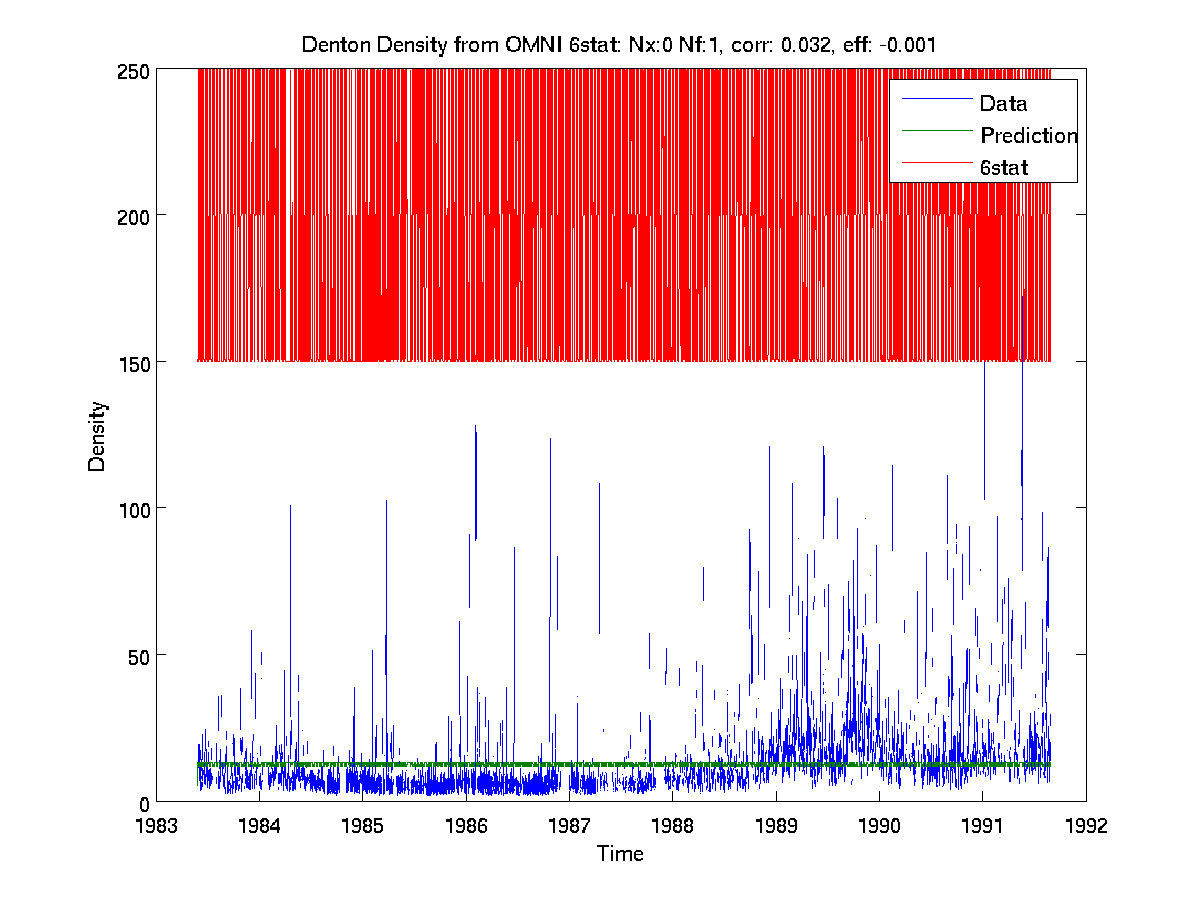 Denton Density from OMNI 6stat: Nx:0 Nf:1, corr: 0.032, eff: -0.001
250
200
150
100
50
0
Density
Data
Prediction
6stat
1983 1984 1985 1986 1987 1988 1989 1990 1991 1992
Time